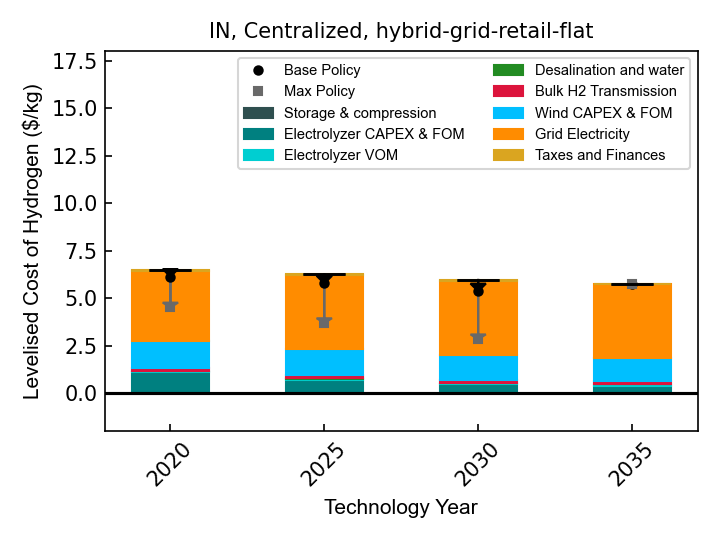 IN, Centralized, hybrid-grid-retail-flat
Levelised Cost of Hydrogen ($/kg)
17.5
15.0
12.5
10.0
7.5
5.0
2.5
0.0
Base Policy
Max Policy
Storage & compression
Electrolyzer CAPEX & FOM
Electrolyzer VOM
Desalination and water
Bulk H2 Transmission
Wind CAPEX & FOM
Grid Electricity
Taxes and Finances
2020
2025
2030
2035
Technology Year